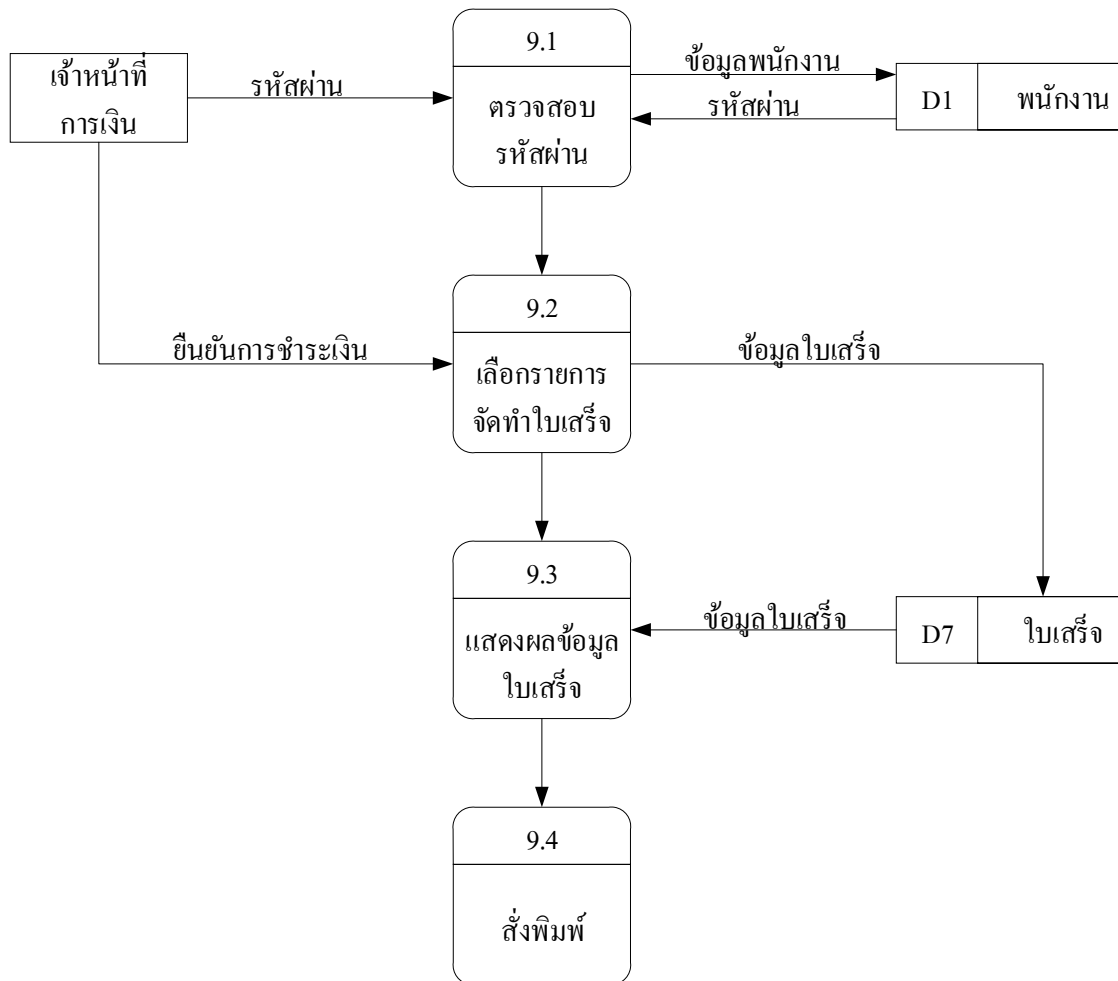 9.1
เจ้าหน้าที่
การเงิน
รหัสผ่าน
ตรวจสอบ
รหัสผ่าน
ข้อมูลพนักงาน
รหัสผ่าน
D1
พนักงาน
9.2
ยืนยันการชำระเงิน
เลือกรายการ
จัดทำใบเสร็จ
ข้อมูลใบเสร็จ
9.3
แสดงผลข้อมูล
ใบเสร็จ
ข้อมูลใบเสร็จ
D7
ใบเสร็จ
9.4
สั่งพิมพ์